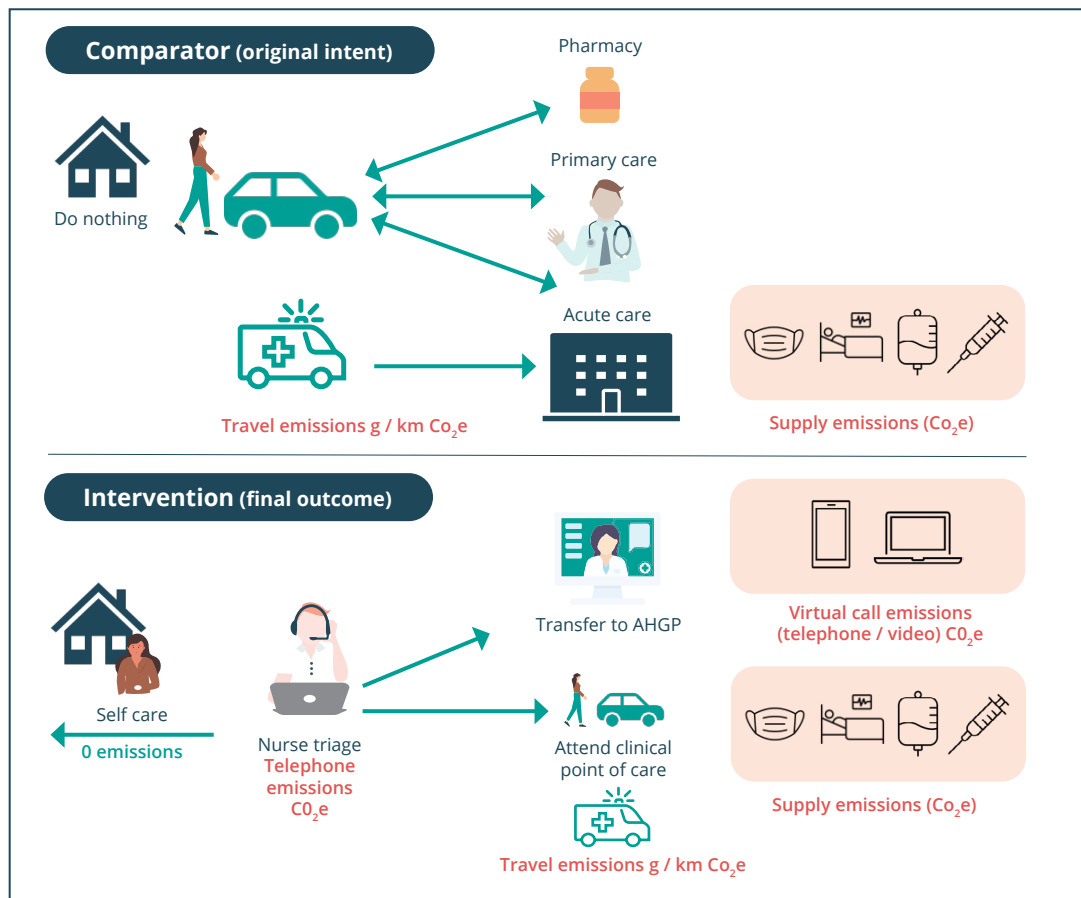 Comparator (original intent)
Pharmacy
Primary care
Do nothing
Acute care
Travel emissions g / km Co₂e
Supply emissions (Co₂e)
Intervention (final outcome)
Transfer to AHGP
Virtual call emissions
(telephone / video) C0₂e
Self care
0 emissions
Nurse triage
Telephone
emissions
C0₂e
Attend clinical
point of care
Travel emissions g / km Co₂e
Supply emissions (Co₂e)